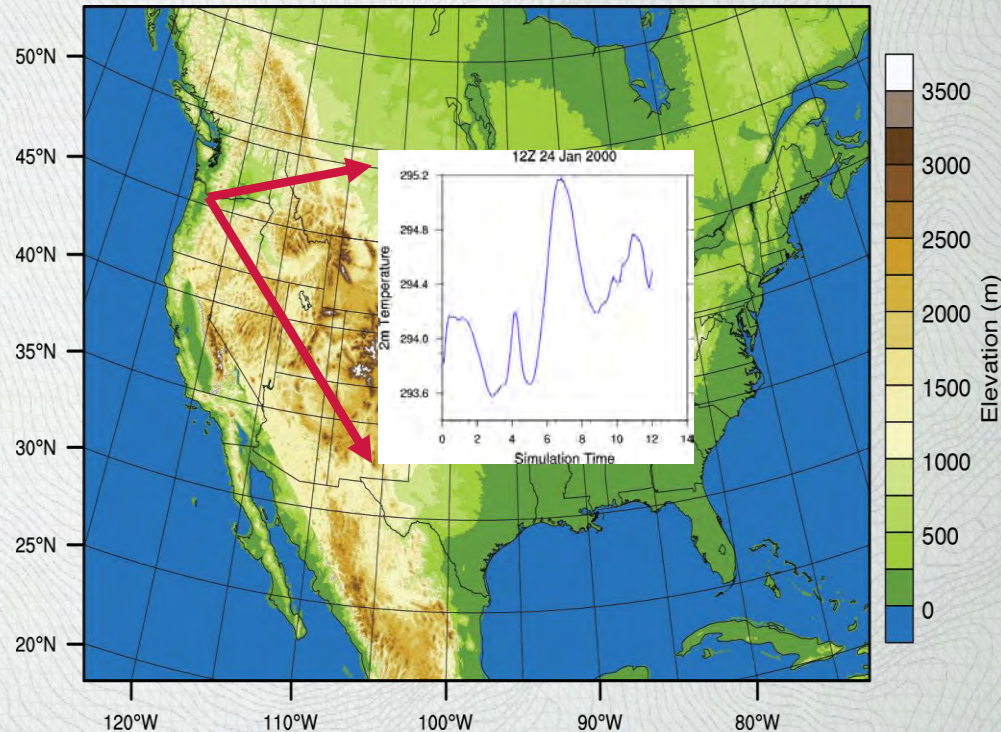 50°N
45°N
40°N
35°N
30°N
25°N
20°N
120°W 110°W 100°W 90°W 80°W
12Z 24 Jan 2000
295.2
294.8
294.4
294.0
293.6
2m Temperature
0 2 4 6 8 10 12 14
Simulation Time
3500
3000
2500
2000
1500
1000
500
0
Elevation (m)